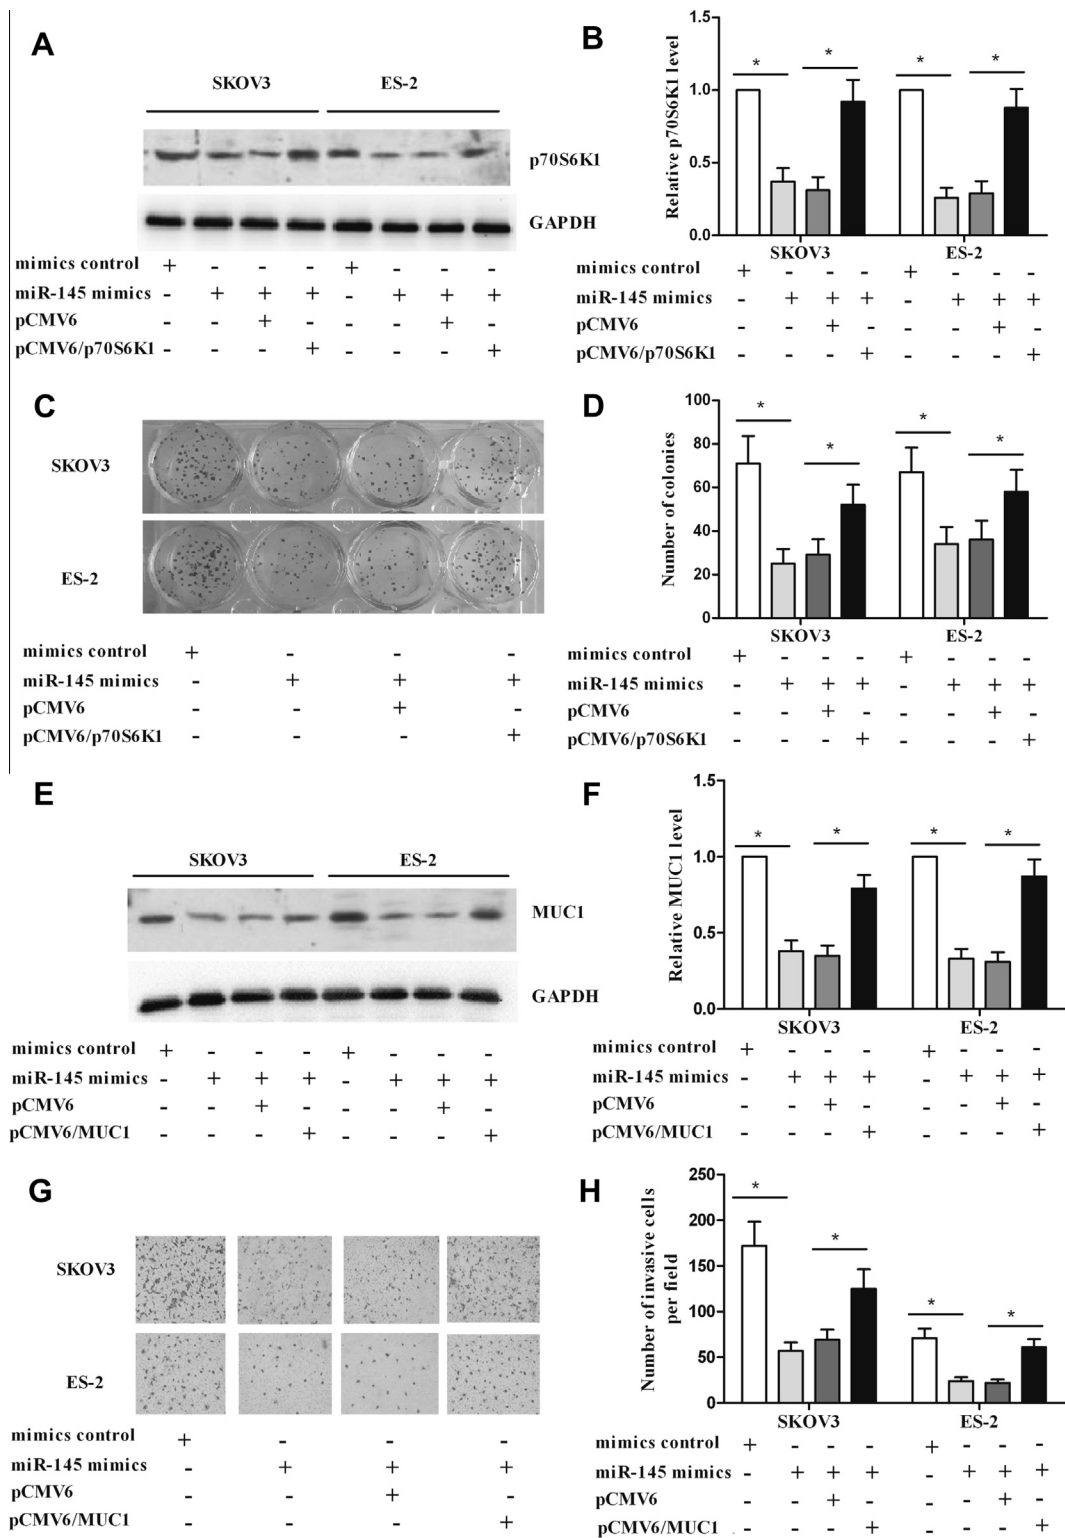 A
SKOV3 ES-2
p70S6K1
GAPDH
mimics control + - - - + - - -
miR-145 mimics - + + + - + + +
pCMV6 - - + - - - + -
pCMV6/p70S6K1 - - - + - - - +
B
Relative p70S6K1 level
1.5
1.0
0.5
0.0
* * * *
SKOV3 ES-2
mimics control + - - - + - - -
miR-145 mimics - + + + - + + +
pCMV6 - - + - - - + -
pCMV6/p70S6K1 - - - + - - - +
C
SKOV3
ES-2
mimics control + - - -
miR-145 mimics - + + +
pCMV6 - - + -
pCMV6/p70S6K1 - - - +
D
Number of colonies
100
80
60
40
20
0
* * * *
SKOV3 ES-2
mimics control + - - - + - - -
miR-145 mimics - + + + - + + +
pCMV6 - - + - - - + -
pCMV6/p70S6K1 - - - + - - - +
E
SKOV3 ES-2
MUC1
GAPDH
mimics control + - - - + - - -
miR-145 mimics - + + + - + + +
pCMV6 - - + - - - + -
pCMV6/MUC1 - - - + - - - +
F
Relative MUC1 level
1.5
1.0
0.5
0.0
* * * *
SKOV3 ES-2
mimics control + - - - + - - -
miR-145 mimics - + + + - + + +
pCMV6 - - + - - - + -
pCMV6/MUC1 - - - + - - - +
G
SKOV3
ES-2
mimics control + - - -
miR-145 mimics - + + +
pCMV6 - - + -
pCMV6/MUC1 - - - +
H
Number of invasive cells
per field
250
200
150
100
50
0
* * * *
SKOV3 ES-2
mimics control + - - - + - - -
miR-145 mimics - + + + - + + +
pCMV6 - - + - - - + -
pCMV6/MUC1 - - - + - - - +